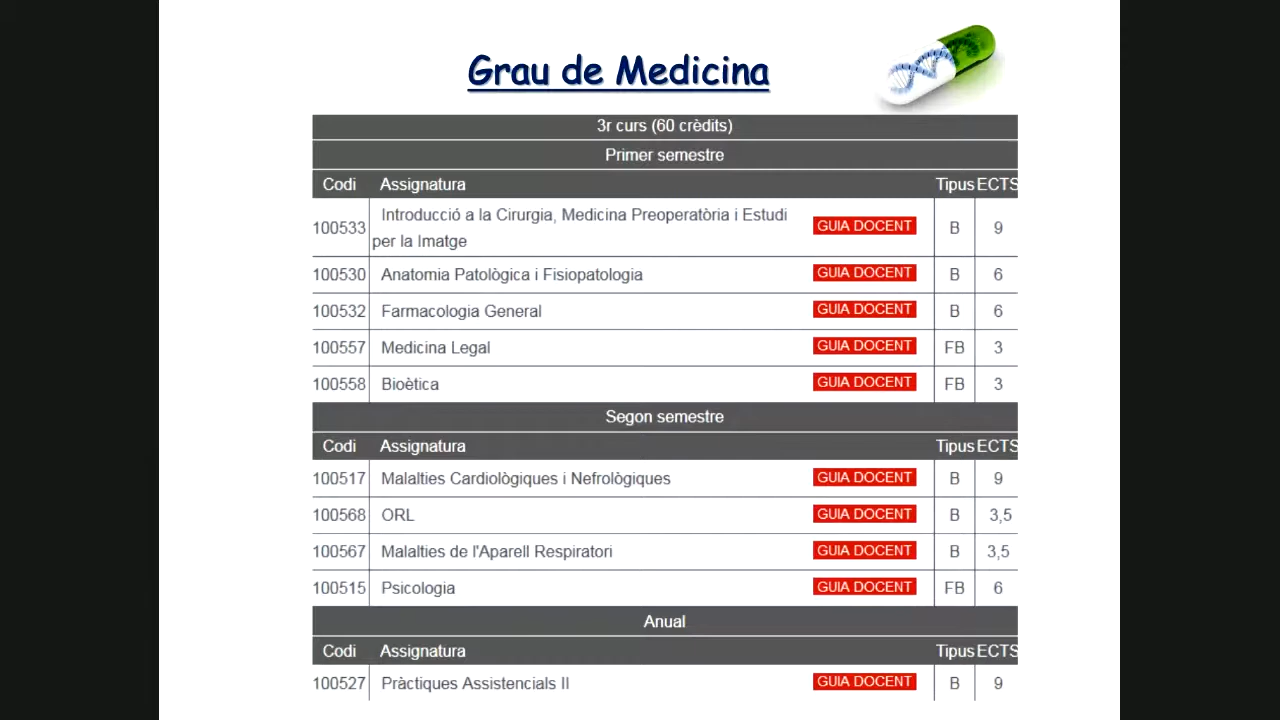 Grau de Medicina
3r curs (60 crèdits)
Primer semestre
Codi Assignatura Tipus ECTS
100533 Introducció a la Cirurgia, Medicina Preoperatòria i Estudi per la Imatge GUIA DOCENT B 9
100530 Anatomia Patològica i Fisiopatologia GUIA DOCENT B 6
100532 Farmacologia General GUIA DOCENT B 6
100557 Medicina Legal GUIA DOCENT FB 3
100558 Bioètica GUIA DOCENT FB 3
Segon semestre
Codi Assignatura Tipus ECTS
100517 Malalties Cardiològiques i Nefrològiques GUIA DOCENT B 9
100568 ORL GUIA DOCENT B 3,5
100567 Malalties de l'Aparell Respiratori GUIA DOCENT B 3,5
100515 Psicologia GUIA DOCENT FB 6
Anual
Codi Assignatura Tipus ECTS
100527 Pràctiques Assistencials II GUIA DOCENT B 9